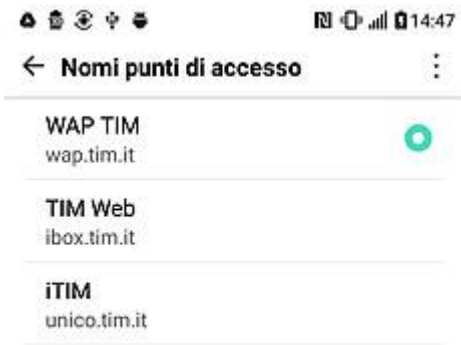 14:47
Nomi punti di accesso
WAP TIM
wap.tim.it
TIM Web
ibox.tim.it
iTIM
unico.tim.it